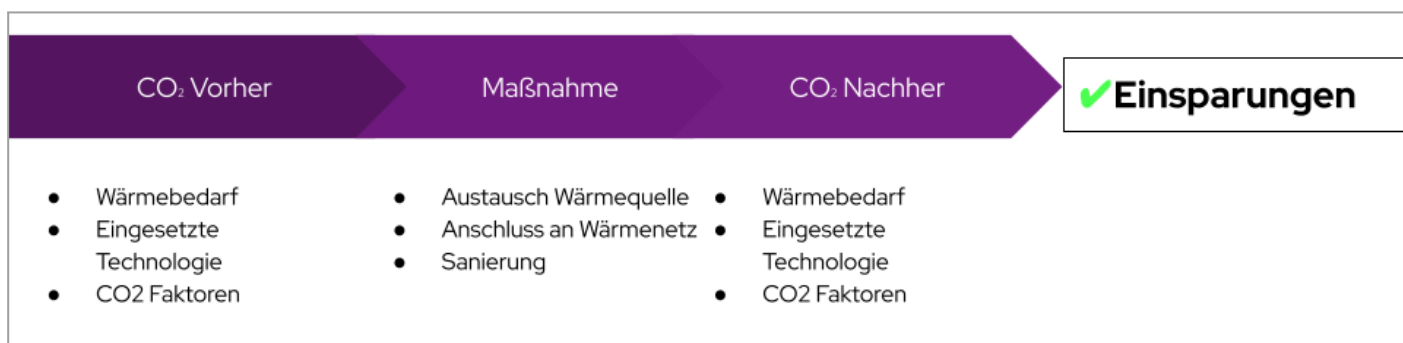 CO₂ Vorher
Maßnahme
CO₂ Nachher
✔Einsparungen
● Wärmebedarf
● Eingesetzte
Technologie
● CO2 Faktoren
● Austausch Wärmequelle
● Anschluss an Wärmenetz
● Sanierung
● Wärmebedarf
● Eingesetzte
Technologie
● CO2 Faktoren